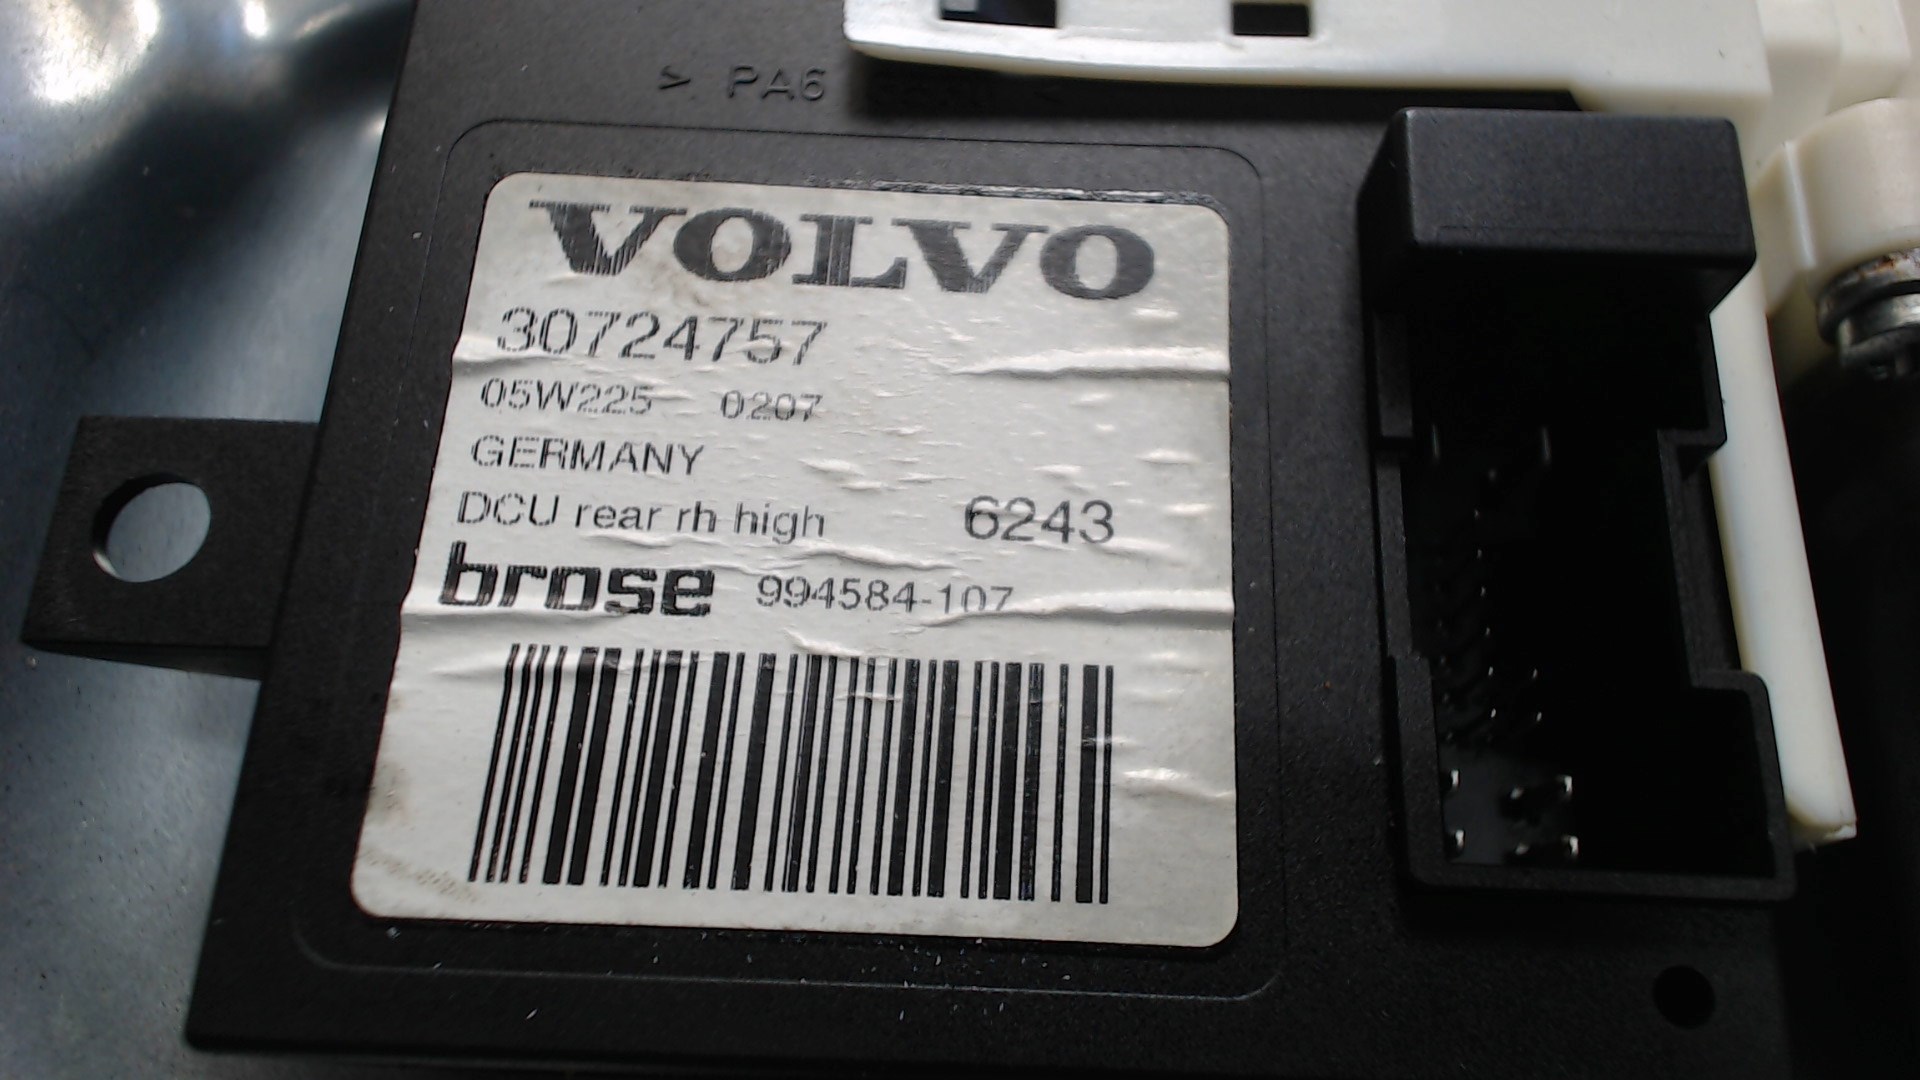 > PA6
VOLVO
30724757
05W225 0207
GERMANY
DCU rear rh high 6243
brose 994584-107